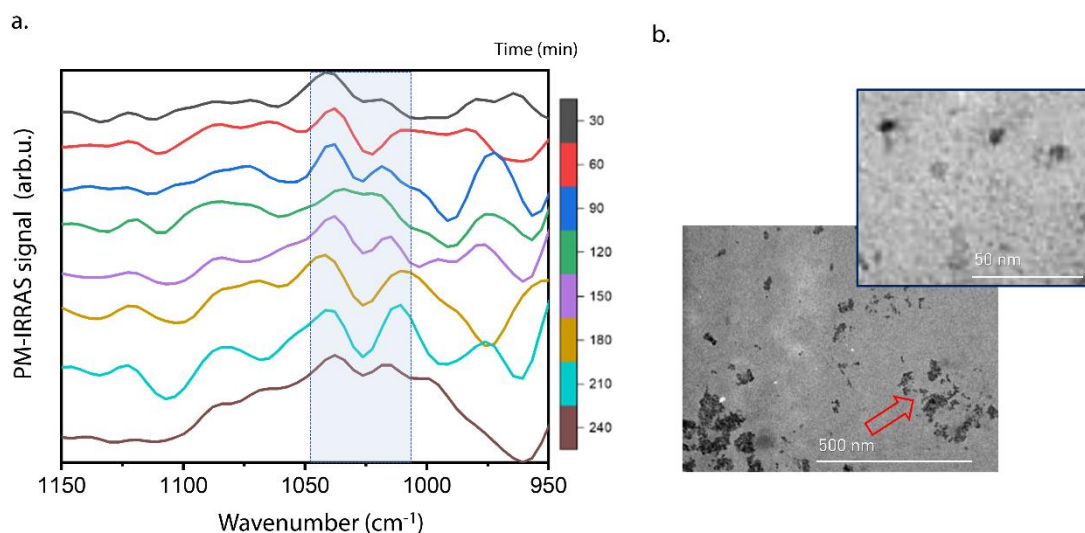 a.
b.
Time (min)
PM-IRRAS signal (arb.u.)
30
60
90
120
150
180
210
240
1150
1100
1050
1000
950
Wavenumber (cm⁻¹)
50 nm
500 nm